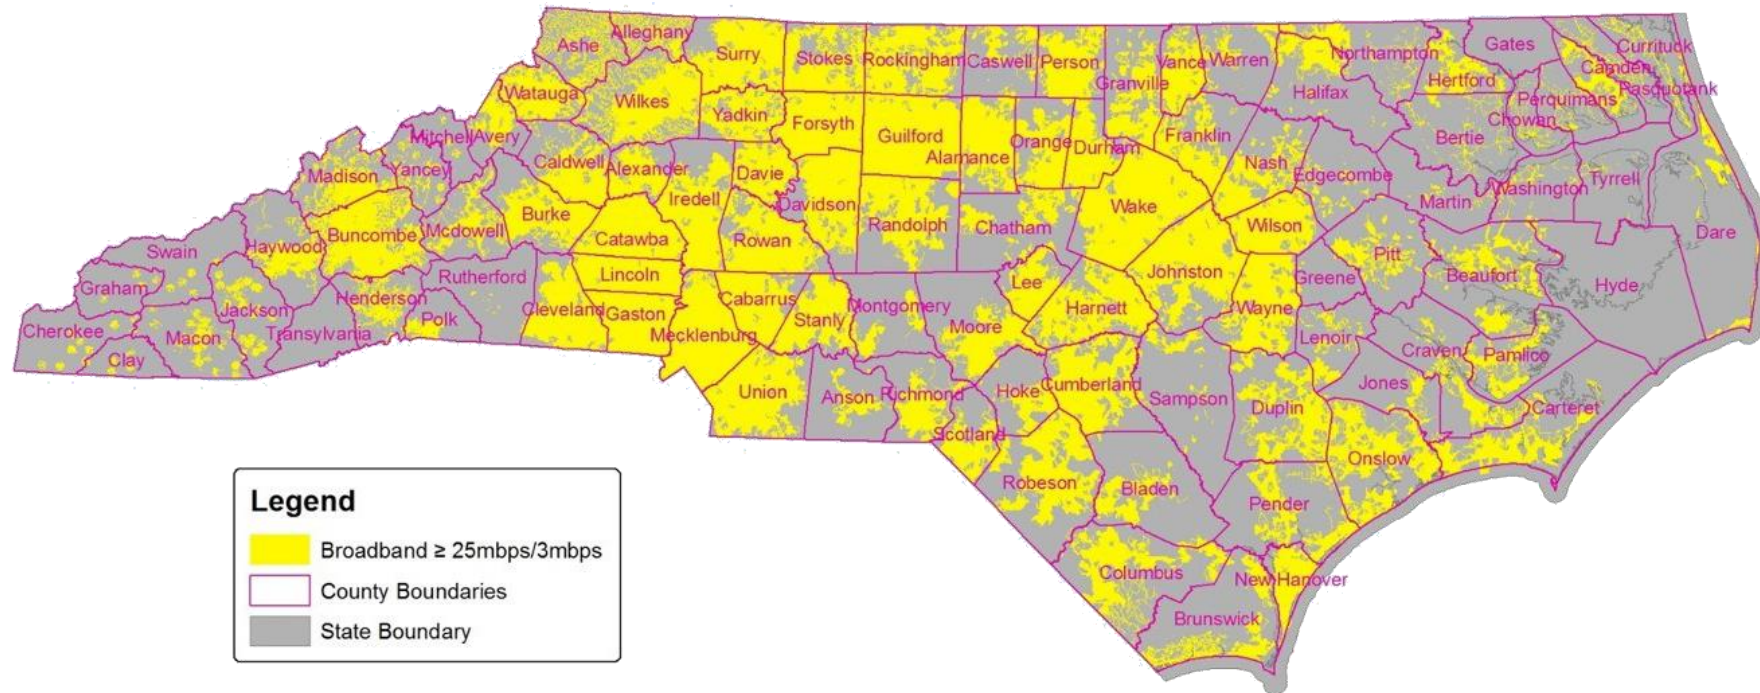 Ashe
Alleghany
Surry
Stokes
Rockingham
Caswell
Person
Granville
Vance
Warren
Northampton
Gates
Currituck
Camden
Pasquotank
Watauga
Wilkes
Yadkin
Forsyth
Guilford
Alamance
Orange
Durham
Franklin
Halifax
Hertford
Perquimans
Chowan
Bertie
Mitchell
Avery
Caldwell
Alexander
Iredell
Davie
Nash
Edgecombe
Martin
Washington
Tyrrell
Madison
Yancey
Davidson
Wake
Burke
Randolph
Chatham
Wilson
Pitt
Dare
Swain
Haywood
Buncombe
Mcdowell
Catawba
Rowan
Johnston
Greene
Beaufort
Hyde
Graham
Rutherford
Lincoln
Lee
Jackson
Henderson
Cleveland
Gaston
Cabarrus
Montgomery
Harnett
Wayne
Cherokee
Macon
Transylvania
Polk
Mecklenburg
Stanly
Moore
Lenoir
Craven
Pamlico
Clay
Union
Anson
Richmond
Hoke
Cumberland
Sampson
Duplin
Jones
Carteret
Scotland
Onslow
Robeson
Bladen
Pender
Columbus
New Hanover
Brunswick
Legend
Broadband ≥ 25mbps/3mbps
County Boundaries
State Boundary